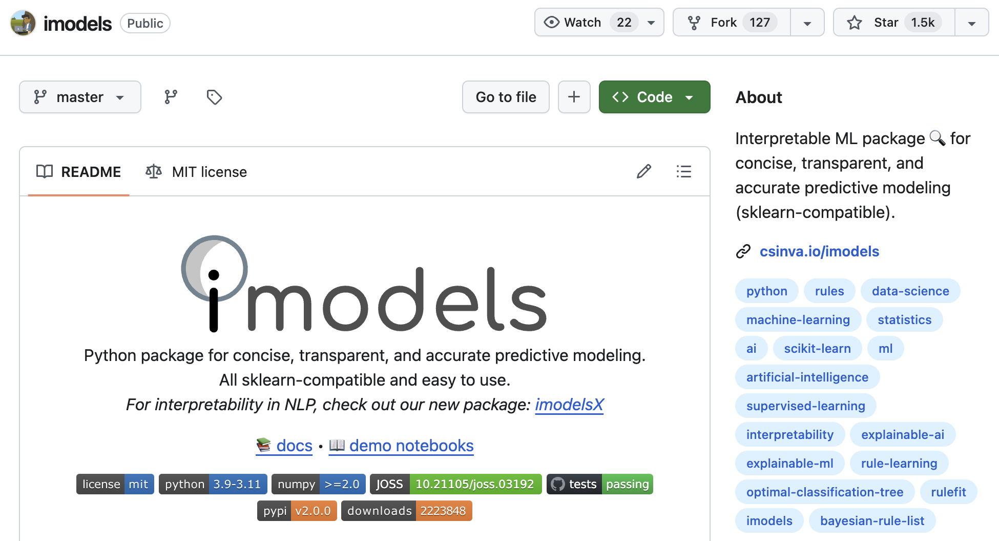 imodels Public Watch 22 Fork 127 Star 1.5k
master Go to file + Code
README MIT license
imodels
Python package for concise, transparent, and accurate predictive modeling.
All sklearn-compatible and easy to use.
For interpretability in NLP, check out our new package: imodelsX
📚 docs • 📖 demo notebooks
license mit python 3.9-3.11 numpy >=2.0 JOSS 10.21105/joss.03192 tests passing
pypi v2.0.0 downloads 2223848
About
Interpretable ML package 🔍 for
concise, transparent, and
accurate predictive modeling
(sklearn-compatible).
csinva.io/imodels
python rules data-science
machine-learning statistics
ai scikit-learn ml
artificial-intelligence
supervised-learning
interpretability explainable-ai
explainable-ml rule-learning
optimal-classification-tree rulefit
imodels bayesian-rule-list